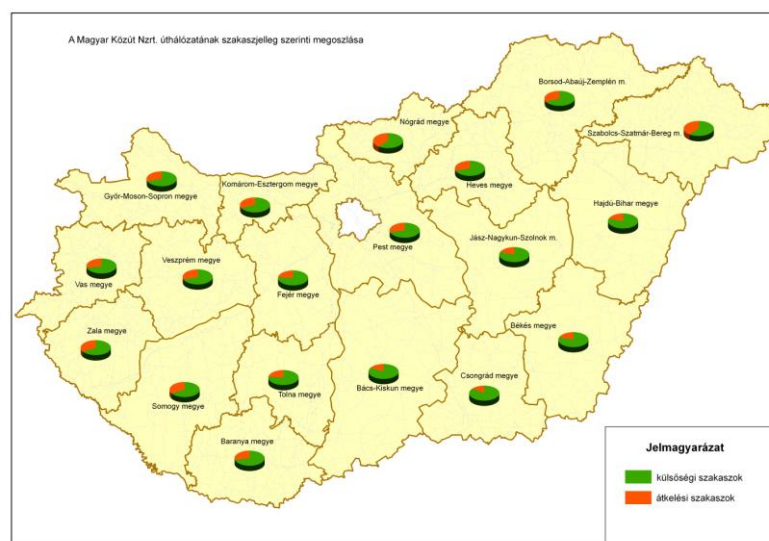 A Magyar Közút Nzrt. úthálózatának szakaszjelleg szerinti megoszlása
Borsod-Abaúj-Zemplén m.
Nógrád megye
Szabolcs-Szatmár-Bereg m.
Komárom-Esztergom megye
Heves megye
Győr-Moson-Sopron megye
Hajdú-Bihar megye
Pest megye
Jász-Nagykun-Szolnok m.
Veszprém megye
Vas megye
Fejér megye
Zala megye
Békés megye
Csongrád megye
Tolna megye
Bács-Kiskun megye
Somogy megye
Baranya megye
Jelmagyarázat
külsőségi szakaszok
átkelési szakaszok